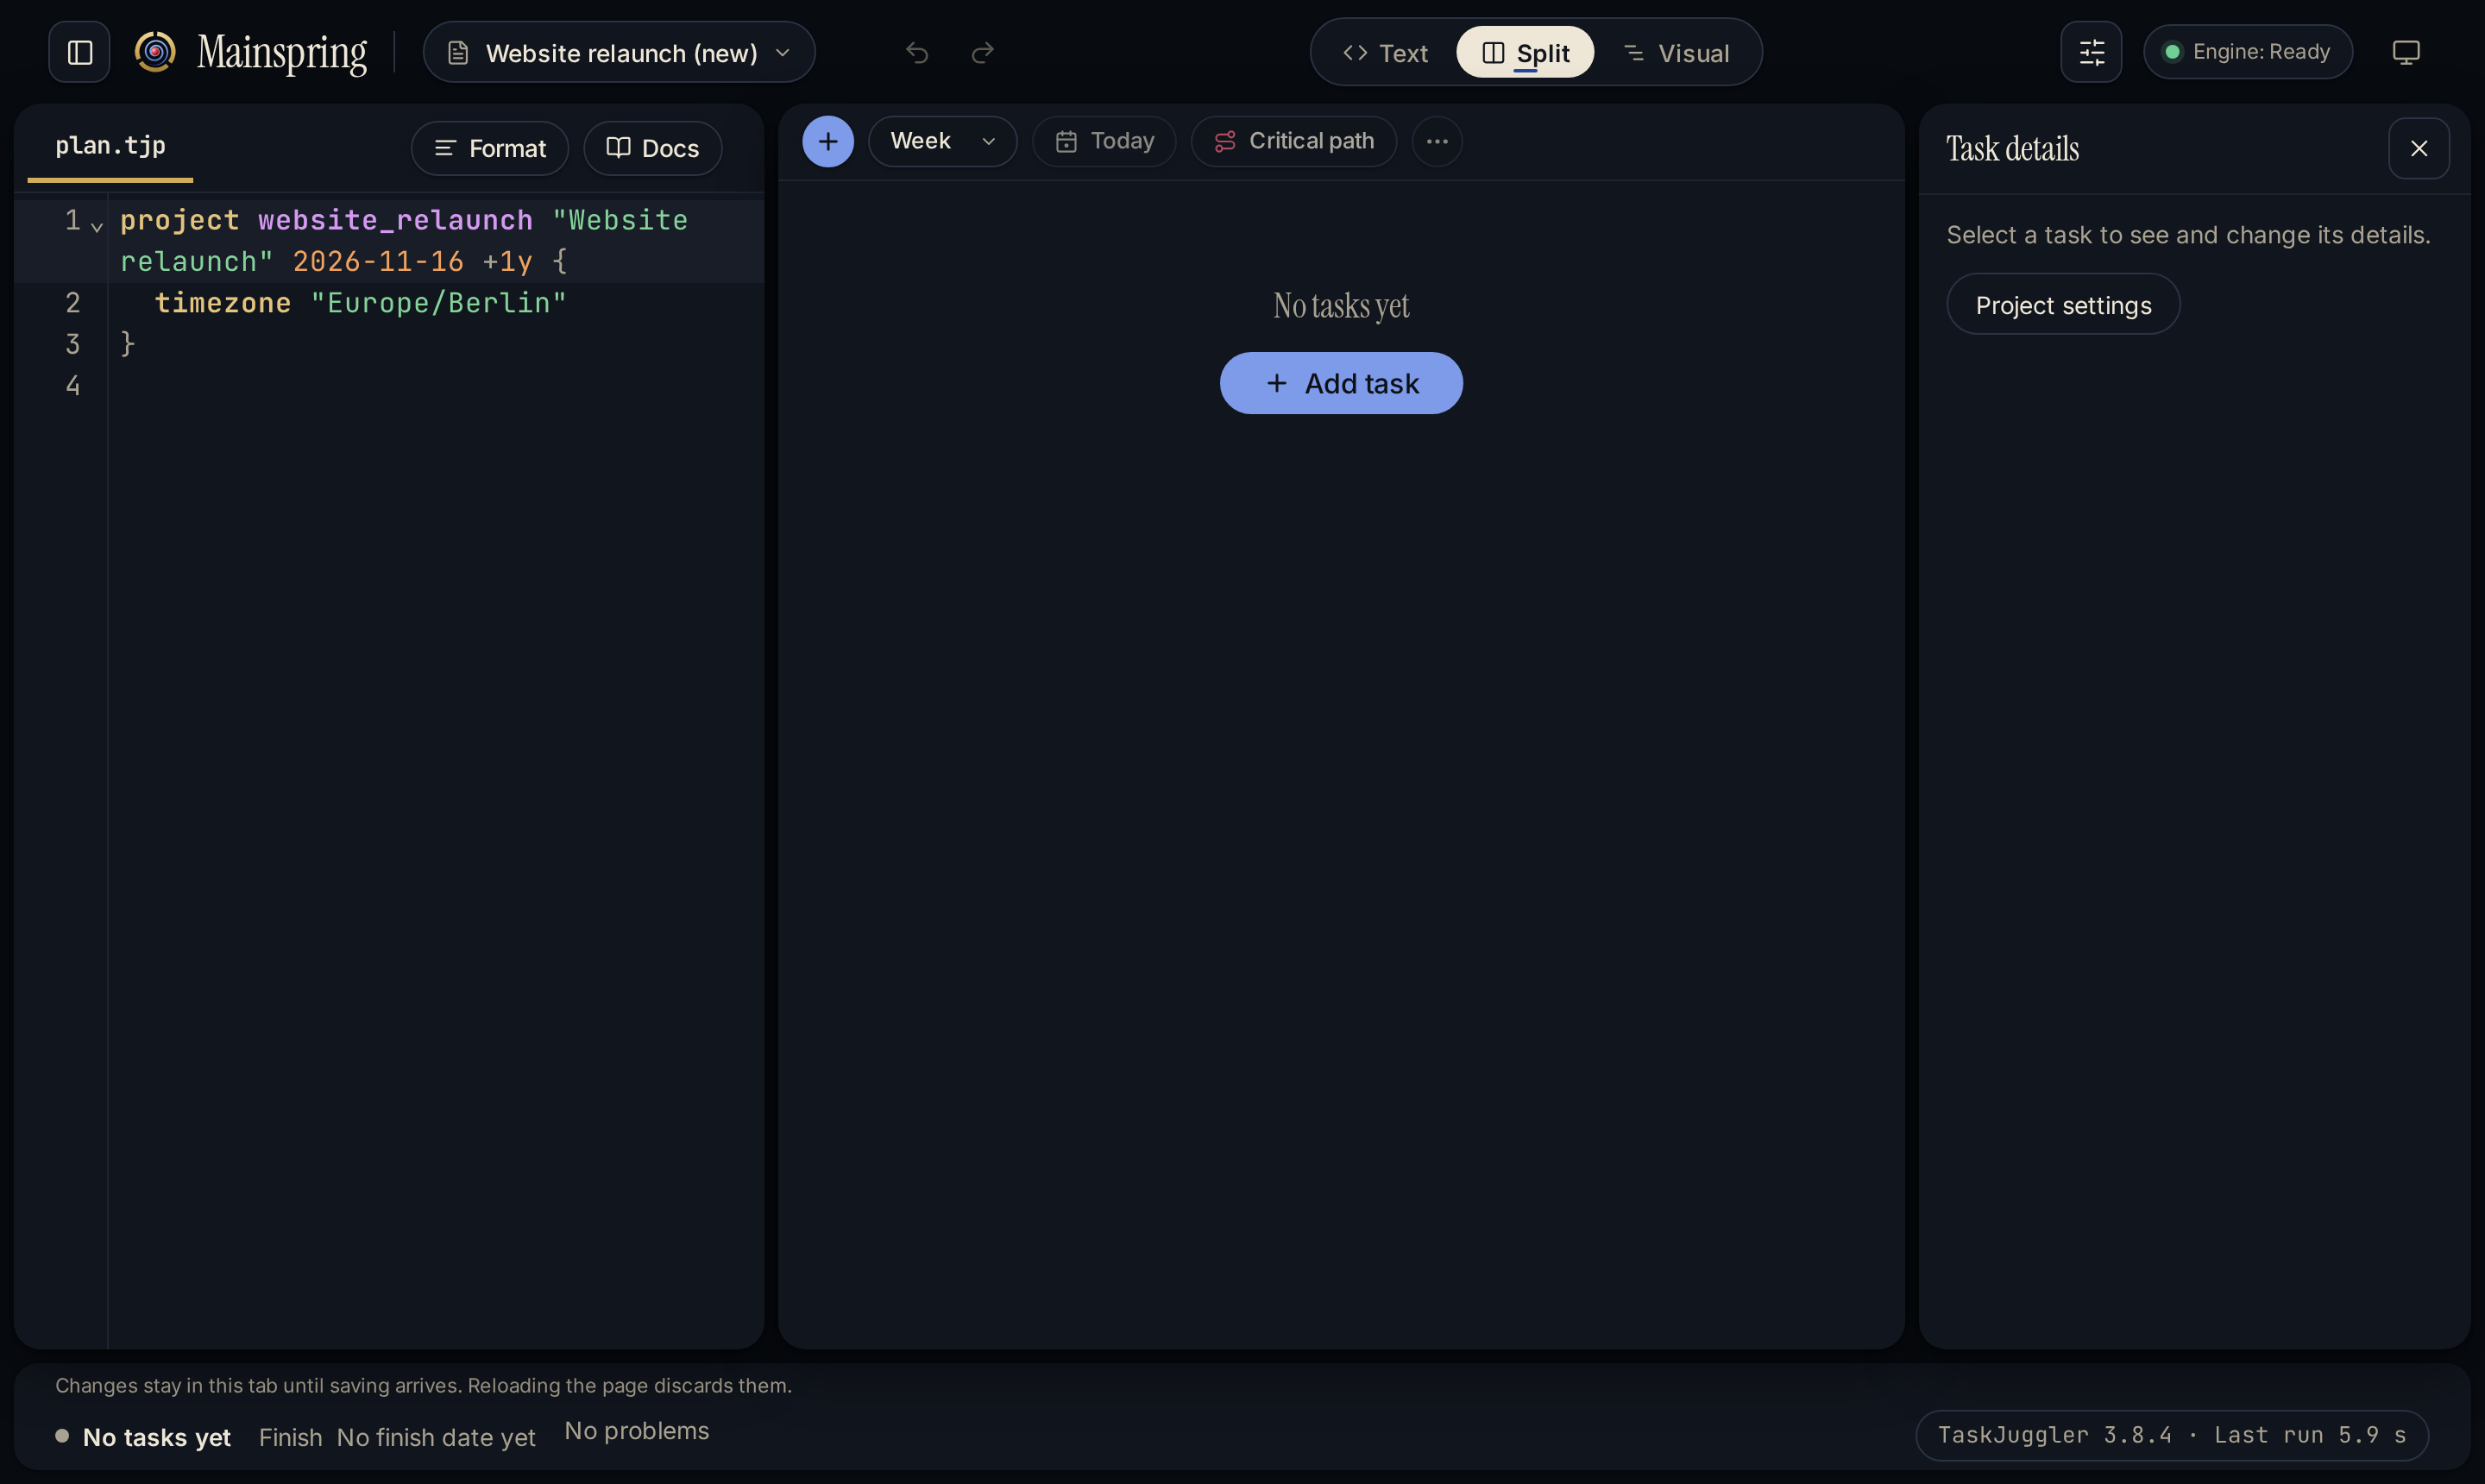 Mainspring
Website relaunch (new)
Text
Split
Visual
Engine: Ready
plan.tjp
Format
Docs
1 project website_relaunch "Website
relaunch" 2026-11-16 +1y {
2 timezone "Europe/Berlin"
3 }
4
Week
Today
Critical path
No tasks yet
Add task
Task details
Select a task to see and change its details.
Project settings
Changes stay in this tab until saving arrives. Reloading the page discards them.
No tasks yet Finish No finish date yet No problems
TaskJuggler 3.8.4 · Last run 5.9 s